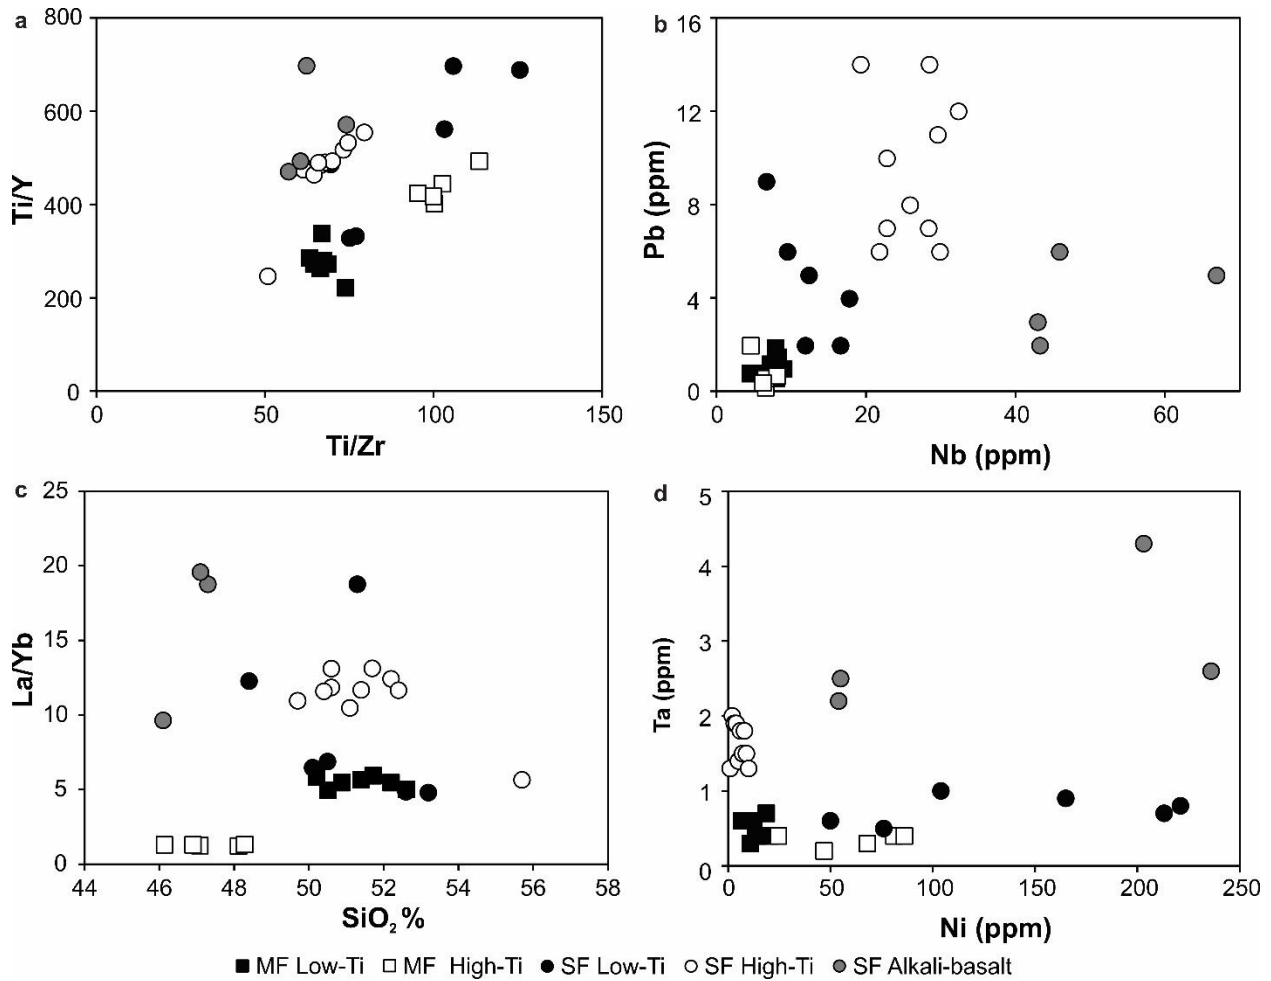 a
800
600
400
200
0
Ti/Y
0 50 100 150
Ti/Zr
b
16
12
8
4
0
Pb (ppm)
0 20 40 60
Nb (ppm)
c
25
20
15
10
5
0
La/Yb
44 46 48 50 52 54 56 58
SiO₂ %
d
5
4
3
2
1
0
Ta (ppm)
0 50 100 150 200 250
Ni (ppm)
MF Low-Ti MF High-Ti SF Low-Ti SF High-Ti SF Alkali-basalt